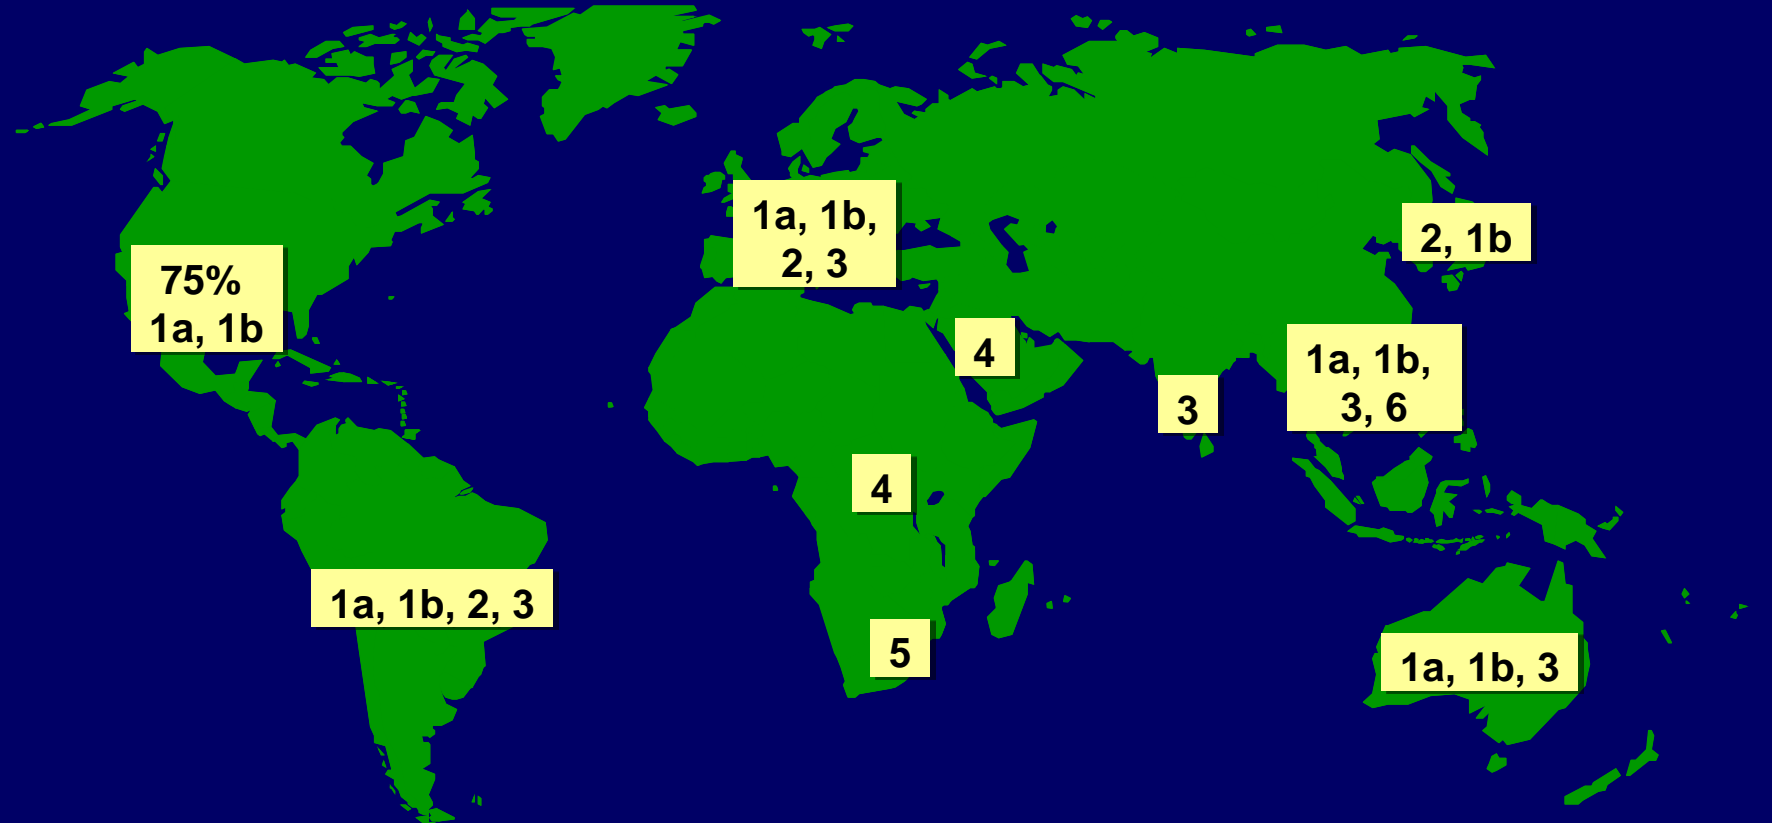 75%
1a, 1b
1a, 1b,
2, 3
2, 1b
4
3
1a, 1b,
3, 6
4
1a, 1b, 2, 3
5
1a, 1b, 3